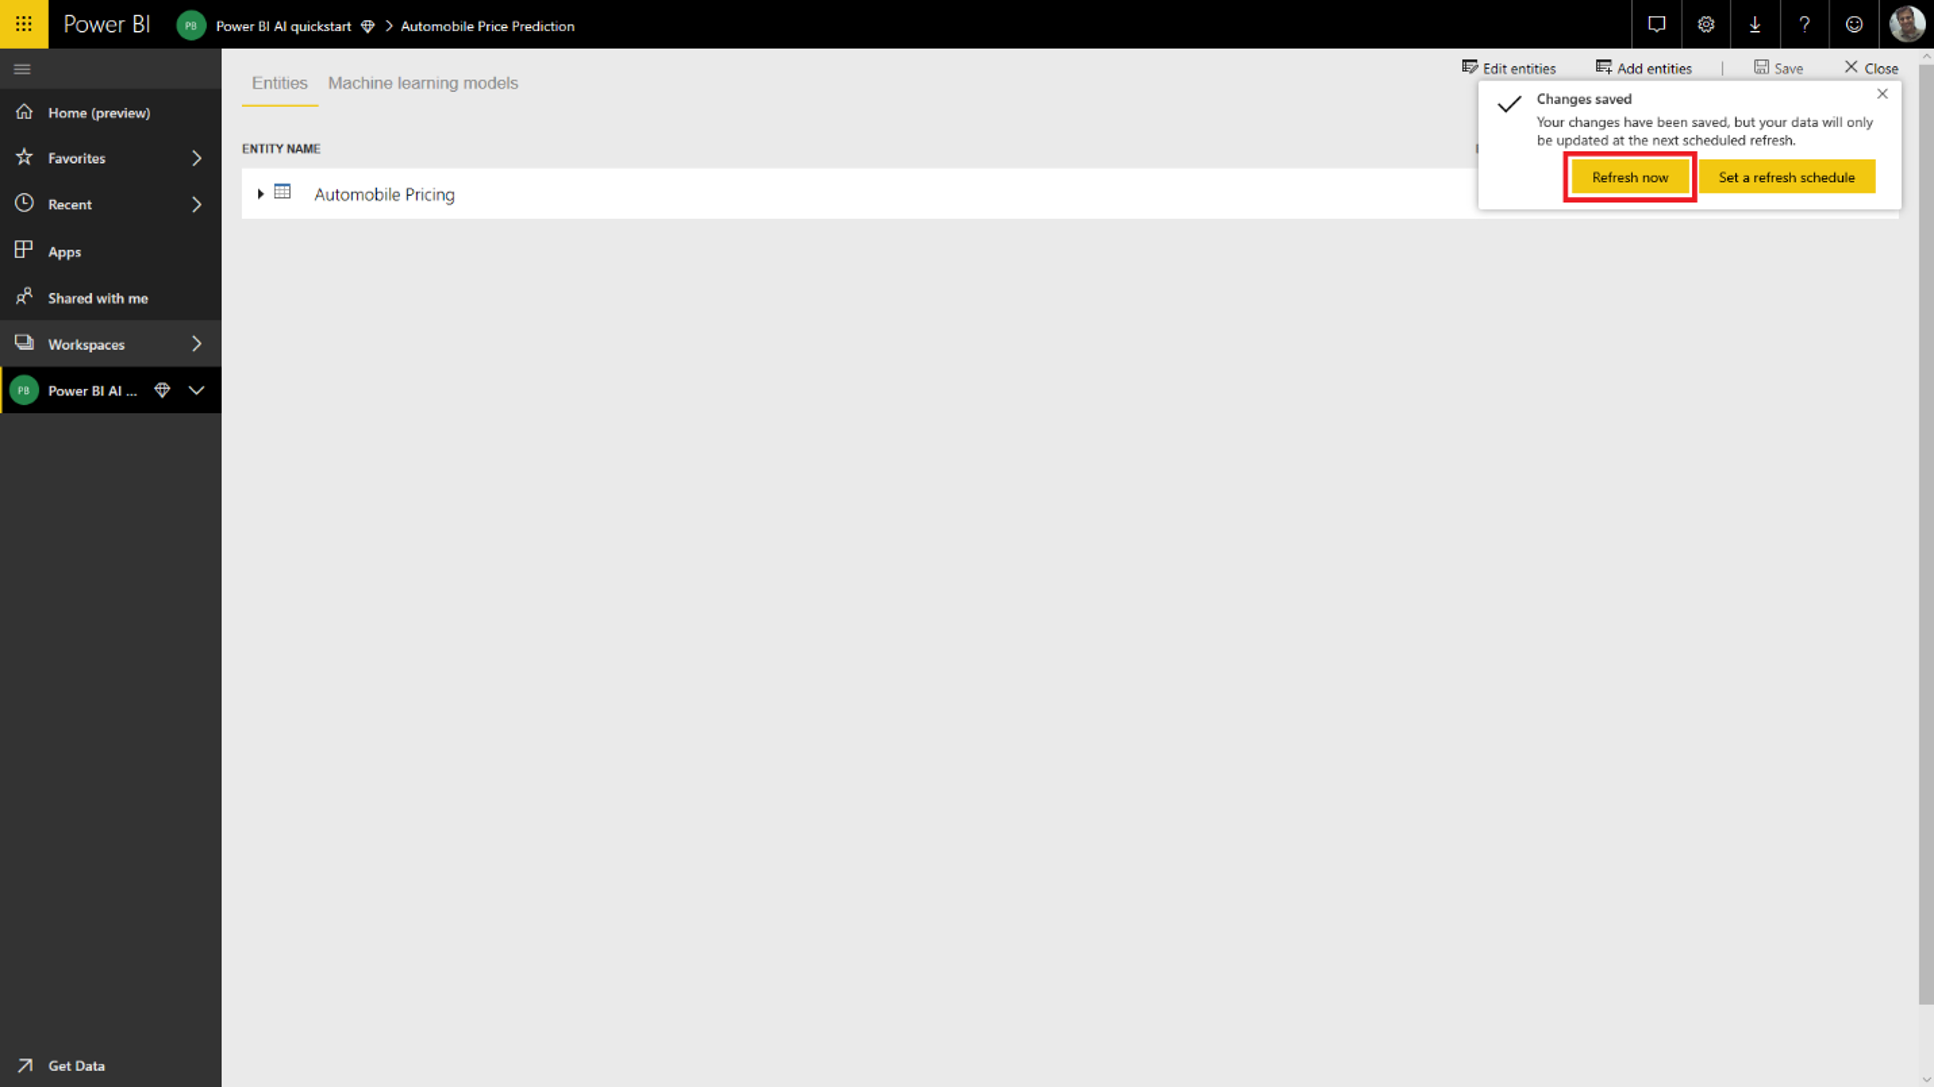 Power BI
PB
Power BI AI quickstart
Automobile Price Prediction
?
Home (preview)
Favorites
Recent
Apps
Shared with me
Workspaces
PB
Power BI AI ...
Get Data
Entities
Machine learning models
Edit entities
Add entities
|
Save
Close
ENTITY NAME
Automobile Pricing
Changes saved
Your changes have been saved, but your data will only
be updated at the next scheduled refresh.
Refresh now
Set a refresh schedule